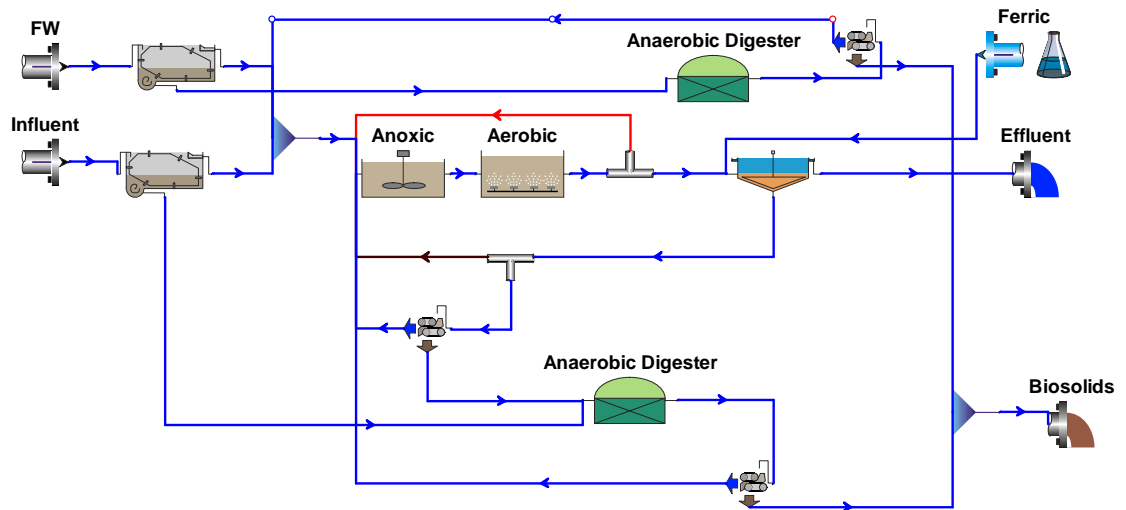 FW
Anaerobic Digester
Ferric
Influent
Anoxic
Aerobic
Effluent
Anaerobic Digester
Biosolids